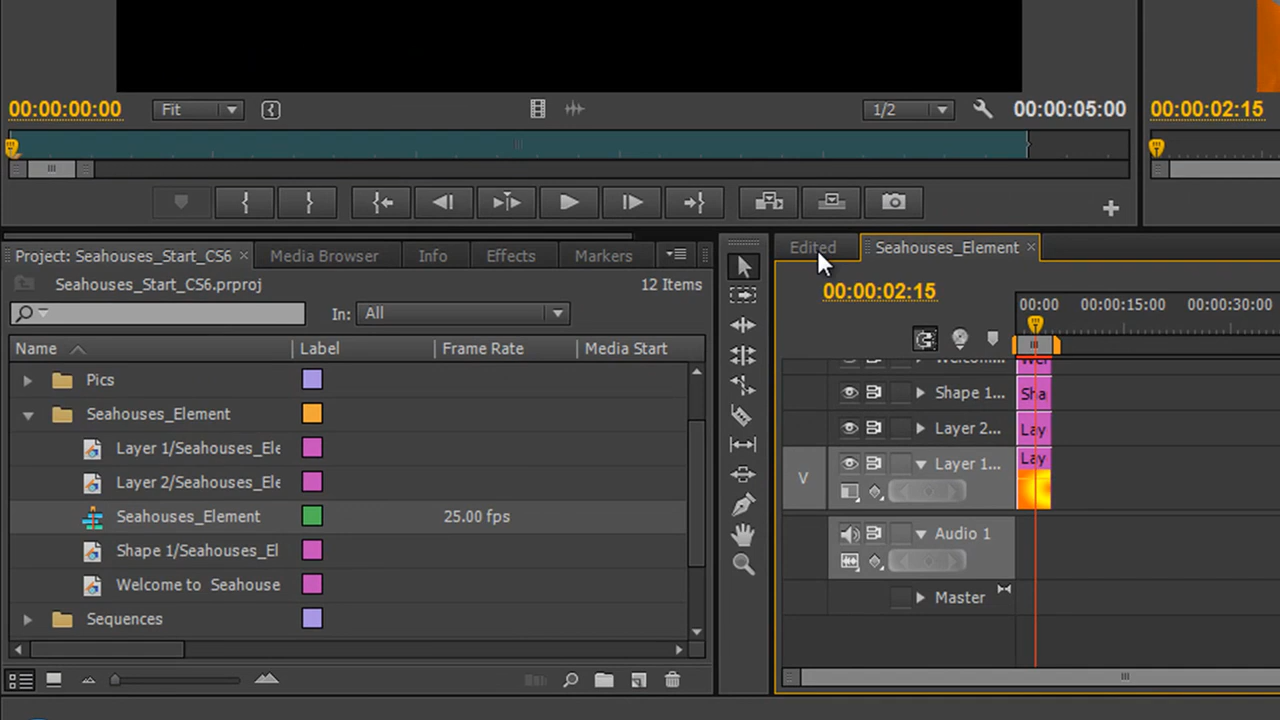 00:00:00:00 Fit 1/2 00:00:05:00 00:00:02:15
Project: Seahouses_Start_CS6 × Media Browser Info Effects Markers Edited Seahouses_Element ×
Seahouses_Start_CS6.prproj 12 Items
00:00:02:15
In: All
00:00 00:00:15:00 00:00:30:00
Name Label Frame Rate Media Start
Pics
Shape 1... Sha
Seahouses_Element
Layer 2... Lay
Layer 1/Seahouses_Ele
Layer 1... Lay
V
Layer 2/Seahouses_Ele
Seahouses_Element 25.00 fps
Audio 1
Shape 1/Seahouses_El
Welcome to Seahouse
Master
Sequences